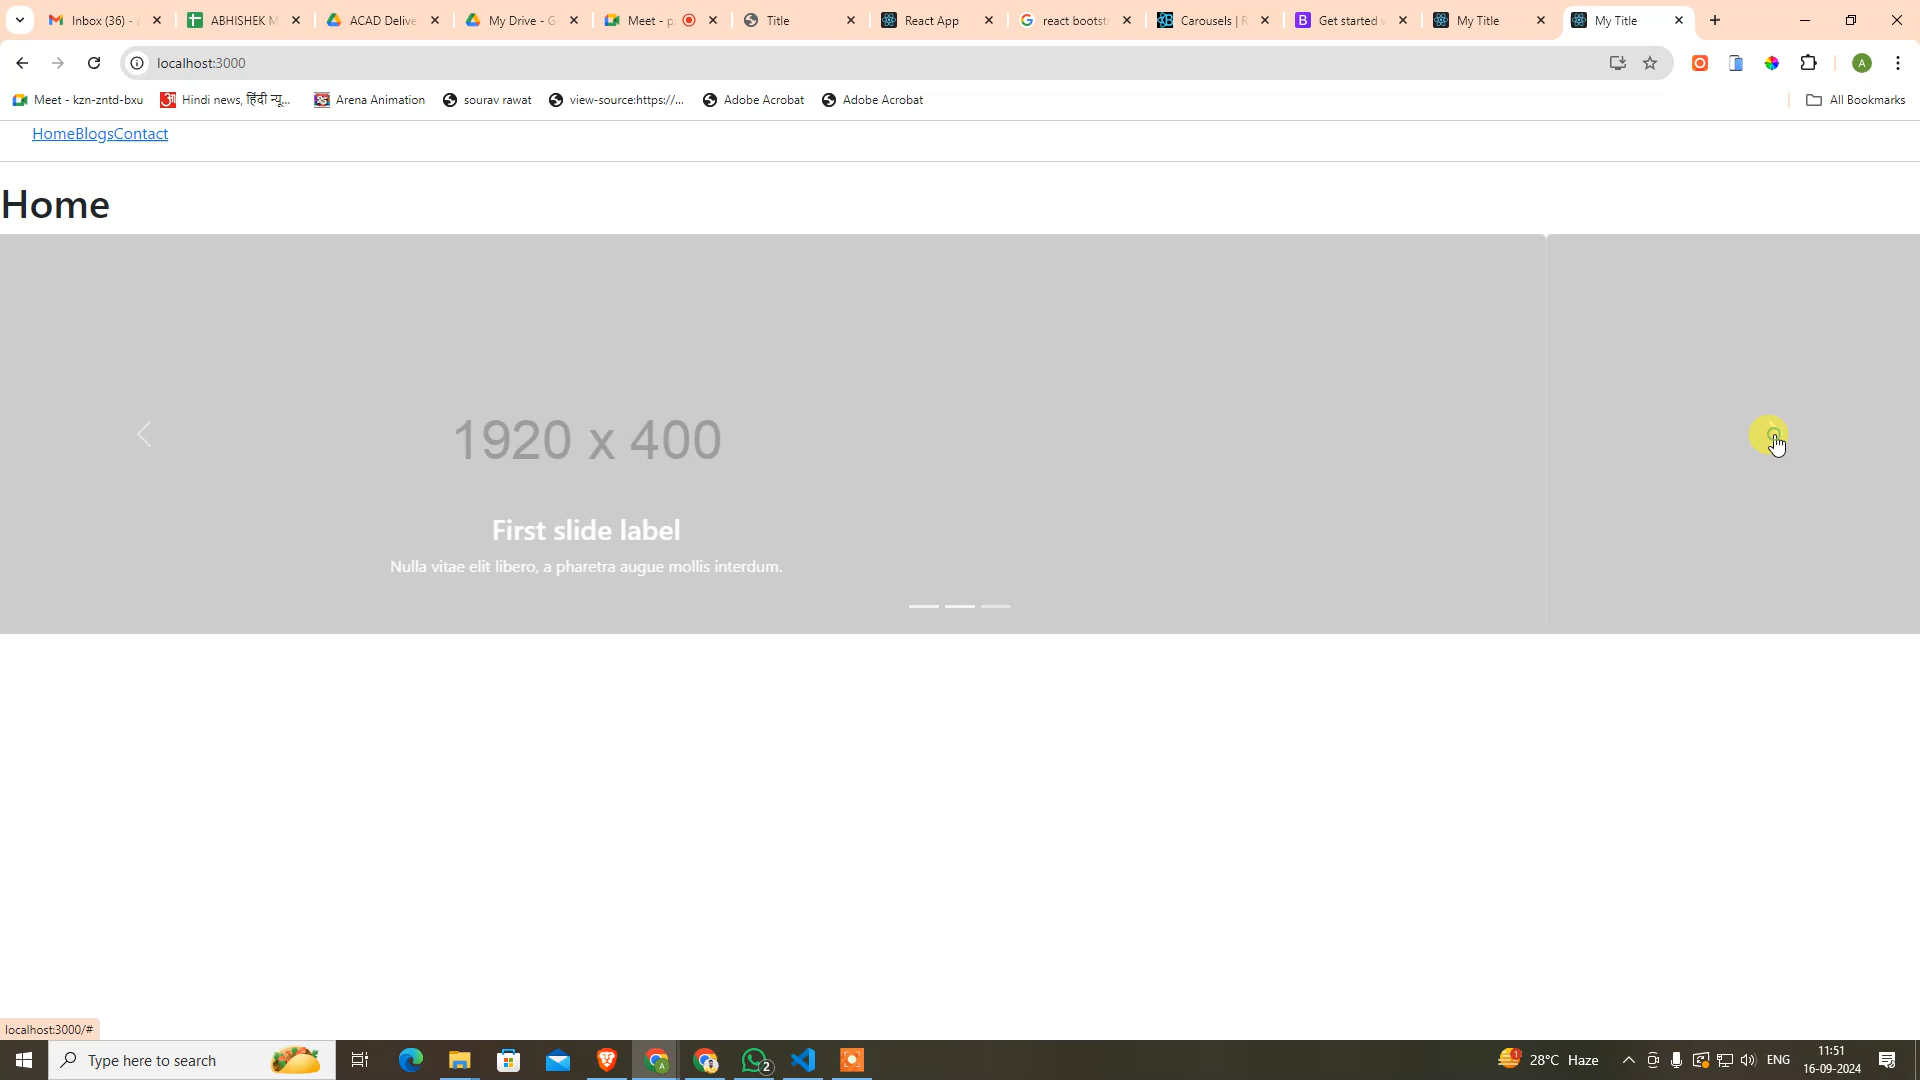 Inbox (36) -
ABHISHEK M
ACAD Delive
My Drive - G
Meet - p
Title
React App
react bootst
Carousels | R
Get started
My Title
My Title
localhost:3000
A
Meet - kzn-zntd-bxu
Hindi news, हिंदी न्यू...
Arena Animation
sourav rawat
view-source:https://...
Adobe Acrobat
Adobe Acrobat
All Bookmarks
HomeBlogsContact
Home
1920 x 400
First slide label
Nulla vitae elit libero, a pharetra augue mollis interdum.
localhost:3000/#
Type here to search
28°C Haze
ENG
11:51
16-09-2024